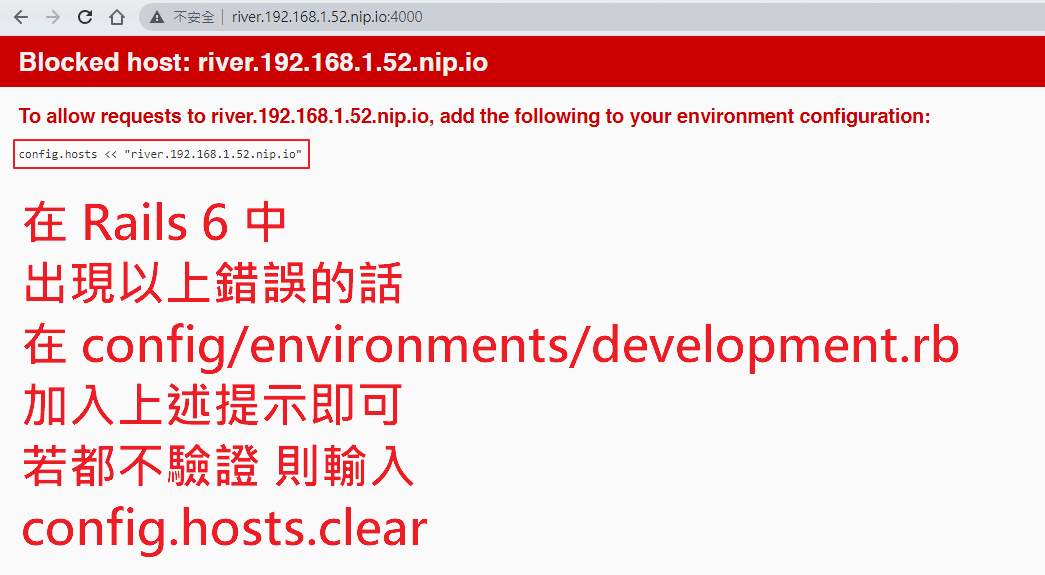 不安全 | river.192.168.1.52.nip.io:4000
Blocked host: river.192.168.1.52.nip.io
To allow requests to river.192.168.1.52.nip.io, add the following to your environment configuration:
config.hosts << "river.192.168.1.52.nip.io"
在 Rails 6 中
出現以上錯誤的話
在 config/environments/development.rb
加入上述提示即可
若都不驗證 則輸入
config.hosts.clear